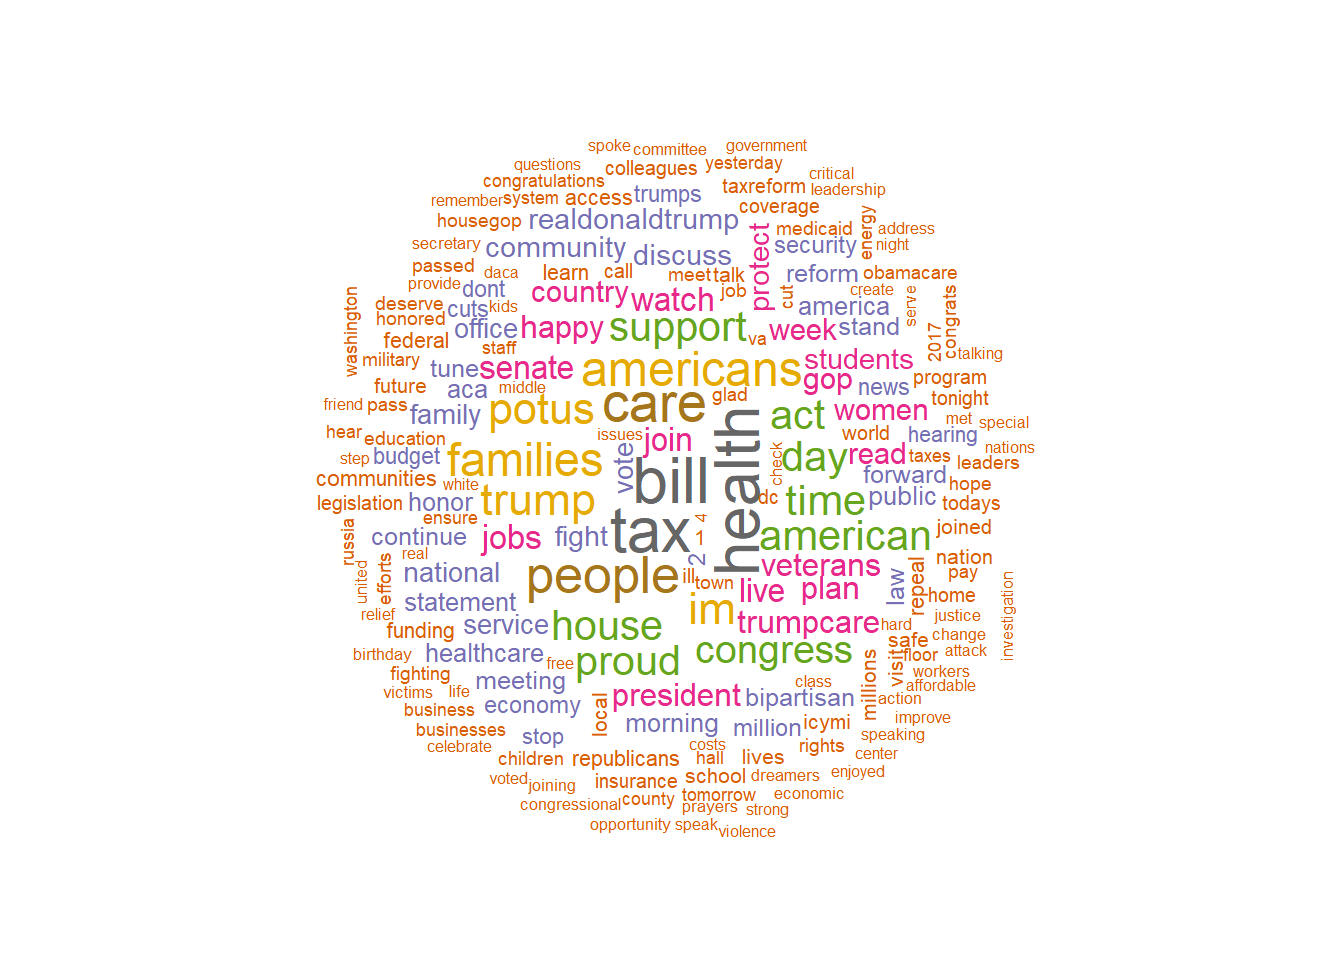 spoke committee government
questions colleagues yesterday
congratulations critical
remember system access trumps taxreform leadership
housegop realdonaldtrump coverage
secretary community discuss protect medicaid security energy address night
passed daca learn call meet talk reform obamacare
provide dont kids country watch job cut america create serve congrats
washington deserve honored cuts office happy support va week stand 2017 talking
federal staff
military tune senate americans students
future aca middle care glad gop news program tonight
friend pass family potus act women met special
hear education issues join health world hearing nations
step budget families vote bill check day read taxes leaders
communities white forward hope
legislation honor trump dc time public todays
ensure 4
russia continue jobs fight tax 1 american joined
real 2
united efforts national people ill town veterans law repeal nation pay investigation
statement im live plan home
relief funding service house trumpcare hard safe justice change
birthday healthcare free proud congress visit floor attack
fighting meeting class millions workers affordable
victims life economy president bipartisan action
business local morning million icymi improve
businesses stop speaking
celebrate children republicans costs hall lives rights center
voted joining insurance school dreamers enjoyed
congressional county tomorrow prayers economic
strong
opportunity speak violence